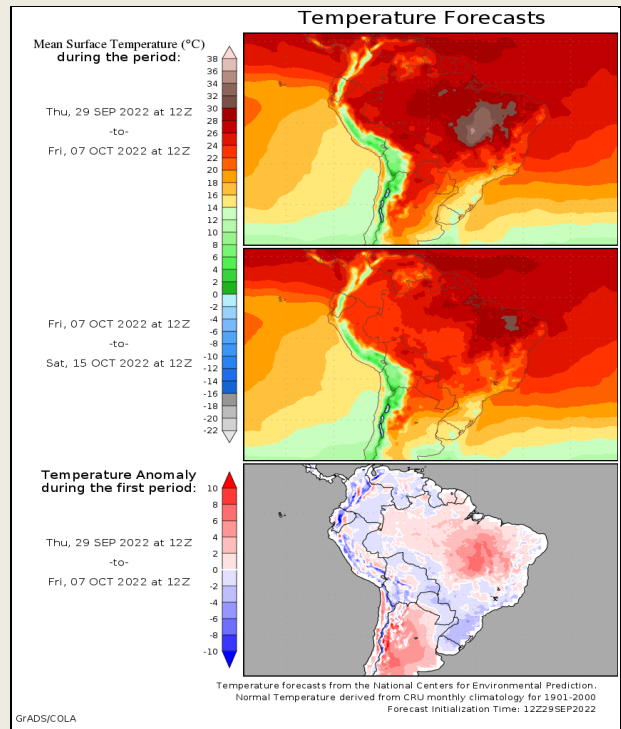 Temperature Forecasts
Mean Surface Temperature (°C)
during the period:
Thu, 29 SEP 2022 at 12Z
-to-
Fri, 07 OCT 2022 at 12Z
38
36
34
32
30
28
26
24
22
20
18
16
14
12
10
8
6
4
2
0
-2
-4
-6
-8
-10
-12
-14
-16
-18
-20
-22
Fri, 07 OCT 2022 at 12Z
-to-
Sat, 15 OCT 2022 at 12Z
Temperature Anomaly
during the first period:
Thu, 29 SEP 2022 at 12Z
-to-
Fri, 07 OCT 2022 at 12Z
10
8
6
4
2
0
-2
-4
-6
-8
-10
Temperature forecasts from the National Centers for Environmental Prediction.
Normal Temperature derived from CRU monthly climatology for 1901-2000
Forecast Initialization Time: 12Z29SEP2022
GrADS/COLA